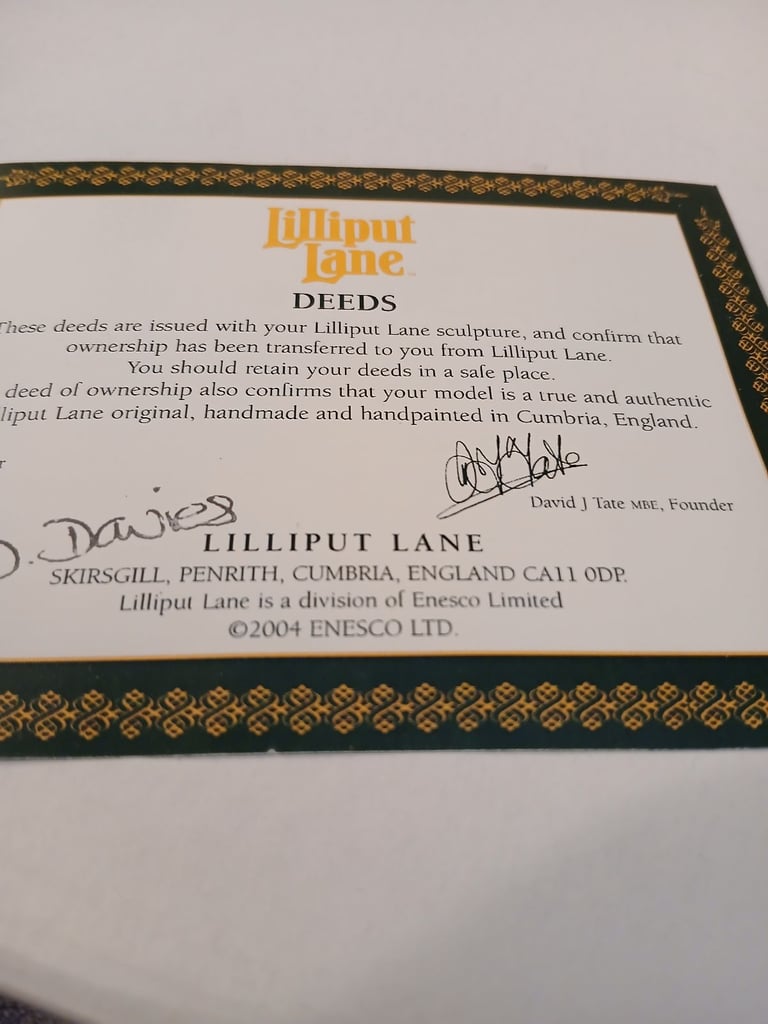 Lilliput
Lane™
DEEDS
These deeds are issued with your Lilliput Lane sculpture, and confirm that
ownership has been transferred to you from Lilliput Lane.
You should retain your deeds in a safe place.
deed of ownership also confirms that your model is a true and authentic
lliput Lane original, handmade and handpainted in Cumbria, England.
r
David J Tate MBE, Founder
D. Davies
LILLIPUT LANE
SKIRSGILL, PENRITH, CUMBRIA, ENGLAND CA11 0DP.
Lilliput Lane is a division of Enesco Limited
©2004 ENESCO LTD.